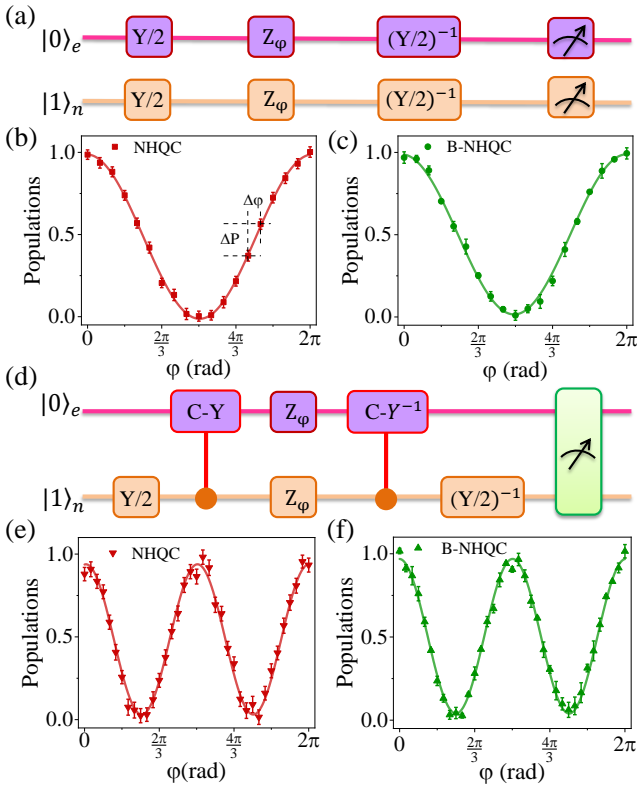 (a)
|0⟩e Y/2 Zφ (Y/2)⁻¹
|1⟩n Y/2 Zφ (Y/2)⁻¹
(b) (c)
NHQC
B-NHQC
Populations
1.0
0.5
0.0
Δφ
ΔP
0 2π/3 4π/3 2π
φ (rad)
Populations
1.0
0.5
0.0
0 2π/3 4π/3 2π
φ (rad)
(d)
|0⟩e C-Y Zφ C-Y⁻¹
|1⟩n Y/2 Zφ (Y/2)⁻¹
(e) (f)
NHQC
B-NHQC
Populations
1.0
0.5
0.0
0 2π/3 4π/3 2π
φ(rad)
Populations
1.0
0.5
0.0
0 2π/3 4π/3 2π
φ (rad)